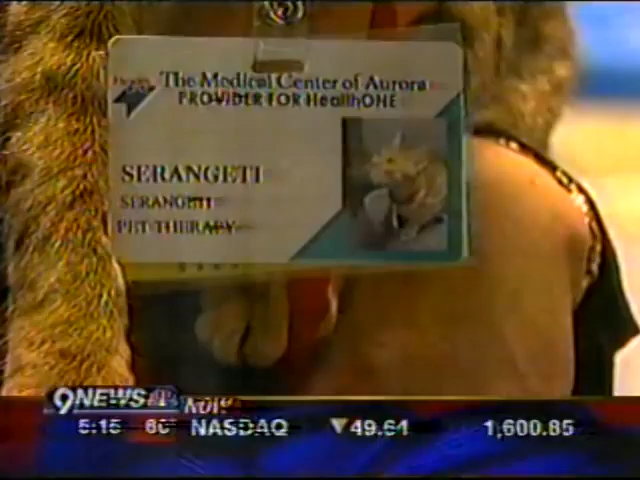 The Medical Center of Aurora
PROVIDER FOR HealthONE
SERANGETI
SERANGETI
PET THERAPY
9NEWS
5:15 60° NASDAQ ▼49.64 1,600.85